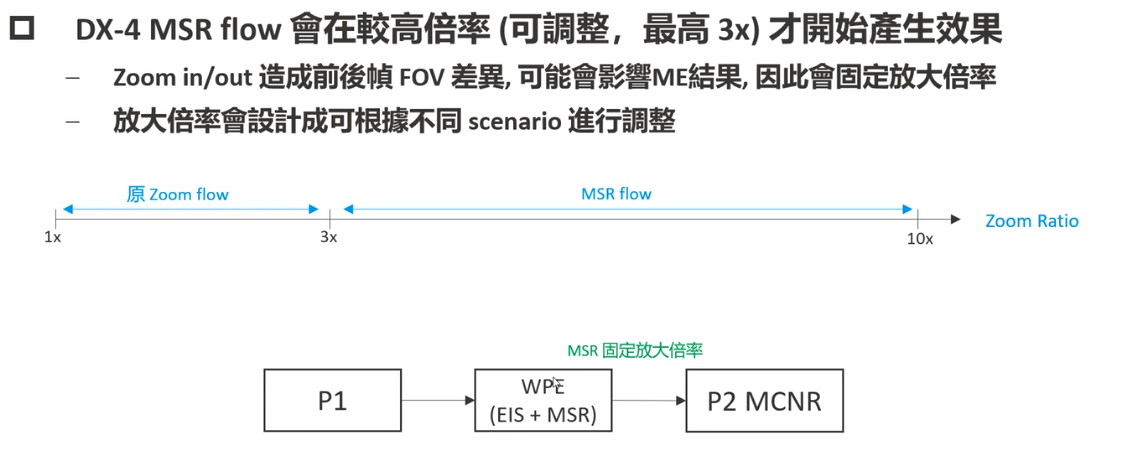 DX-4 MSR flow 會在較高倍率 (可調整，最高 3x) 才開始產生效果
– Zoom in/out 造成前後幀 FOV 差異, 可能會影響ME結果, 因此會固定放大倍率
– 放大倍率會設計成可根據不同 scenario 進行調整
原 Zoom flow
MSR flow
Zoom Ratio
1x
3x
10x
MSR 固定放大倍率
P1
WPE
(EIS + MSR)
P2 MCNR